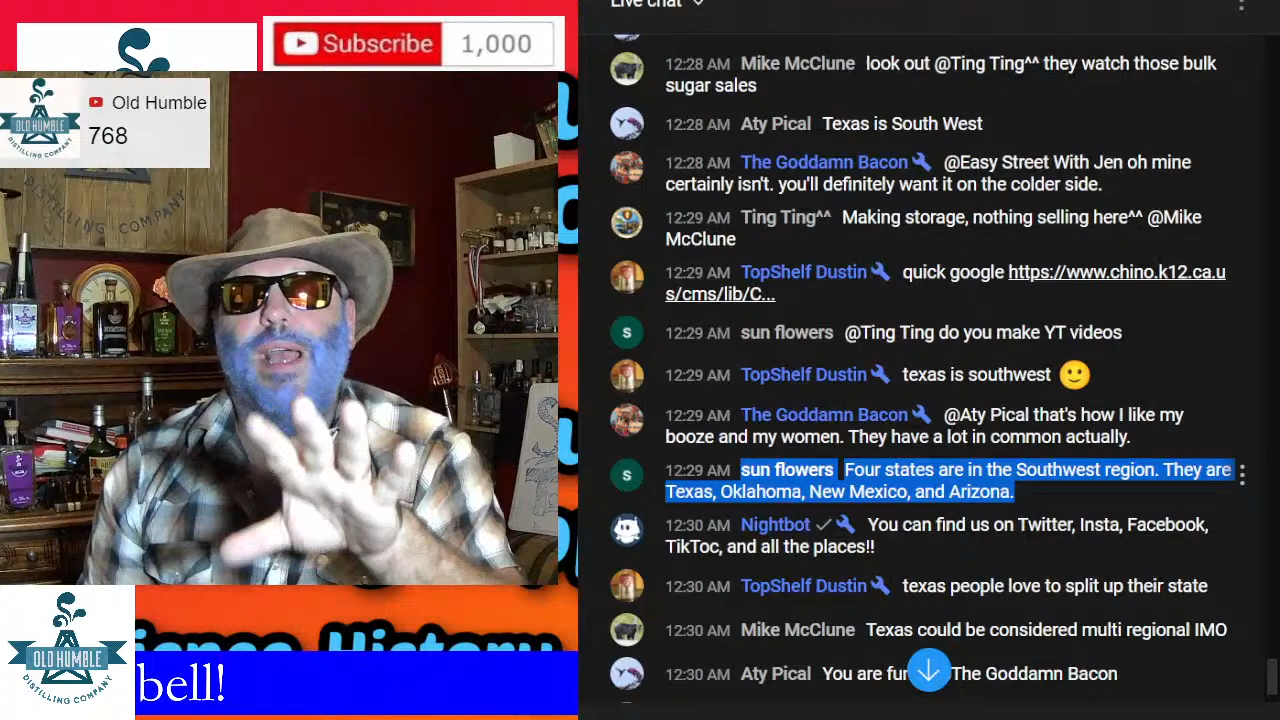 Subscribe 1,000
Old Humble
768
OLD HUMBLE
DISTILLING COMPANY
DISTILLING COMPANY
Live chat
12:28 AM Mike McClune look out @Ting Ting^^ they watch those bulk
sugar sales
12:28 AM Aty Pical Texas is South West
12:28 AM The Goddamn Bacon @Easy Street With Jen oh mine
certainly isn't. you'll definitely want it on the colder side.
12:29 AM Ting Ting^^ Making storage, nothing selling here^^ @Mike
McClune
12:29 AM TopShelf Dustin quick google https://www.chino.k12.ca.u
s/cms/lib/C...
S 12:29 AM sun flowers @Ting Ting do you make YT videos
12:29 AM TopShelf Dustin texas is southwest 🙂
12:29 AM The Goddamn Bacon @Aty Pical that's how I like my
booze and my women. They have a lot in common actually.
S 12:29 AM sun flowers Four states are in the Southwest region. They are
Texas, Oklahoma, New Mexico, and Arizona.
12:30 AM Nightbot You can find us on Twitter, Insta, Facebook,
TikToc, and all the places!!
12:30 AM TopShelf Dustin texas people love to split up their state
12:30 AM Mike McClune Texas could be considered multi regional IMO
12:30 AM Aty Pical You are The Goddamn Bacon
History
OLD HUMBLE
DISTILLING COMPANY
bell!